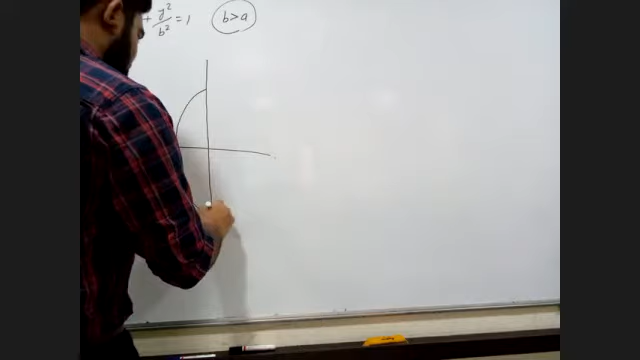 + y²/b² = 1    b > a